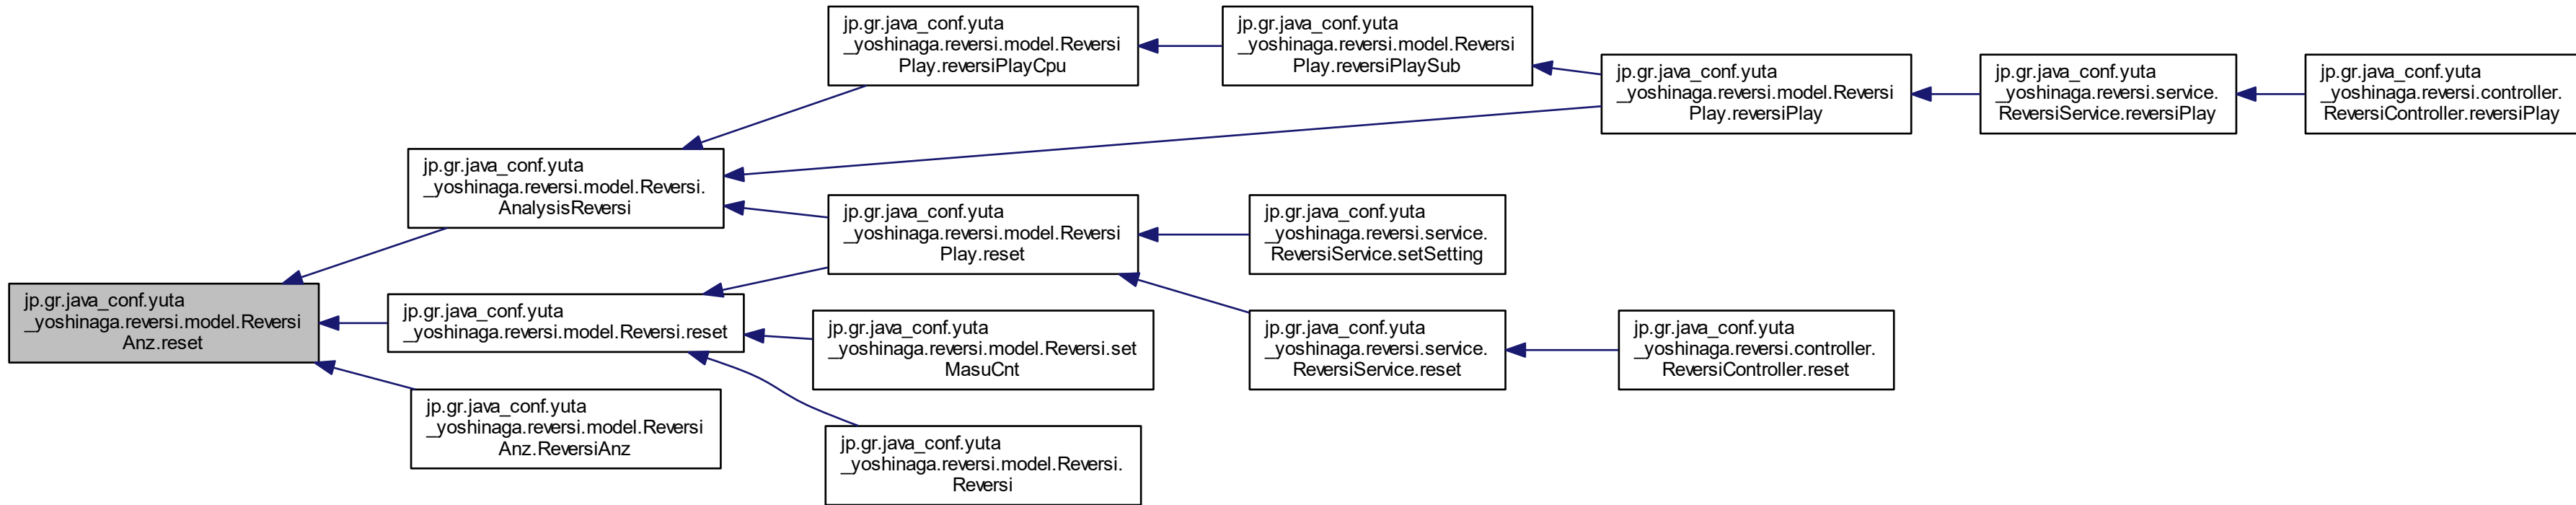 jp.gr.java_conf.yuta
_yoshinaga.reversi.model.Reversi
Anz.reset
jp.gr.java_conf.yuta
_yoshinaga.reversi.model.Reversi.
AnalysisReversi
jp.gr.java_conf.yuta
_yoshinaga.reversi.model.Reversi.reset
jp.gr.java_conf.yuta
_yoshinaga.reversi.model.Reversi
Anz.ReversiAnz
jp.gr.java_conf.yuta
_yoshinaga.reversi.model.Reversi
Play.reversiPlayCpu
jp.gr.java_conf.yuta
_yoshinaga.reversi.model.Reversi
Play.reset
jp.gr.java_conf.yuta
_yoshinaga.reversi.model.Reversi.set
MasuCnt
jp.gr.java_conf.yuta
_yoshinaga.reversi.model.Reversi.
Reversi
jp.gr.java_conf.yuta
_yoshinaga.reversi.model.Reversi
Play.reversiPlaySub
jp.gr.java_conf.yuta
_yoshinaga.reversi.service.
ReversiService.setSetting
jp.gr.java_conf.yuta
_yoshinaga.reversi.service.
ReversiService.reset
jp.gr.java_conf.yuta
_yoshinaga.reversi.model.Reversi
Play.reversiPlay
jp.gr.java_conf.yuta
_yoshinaga.reversi.controller.
ReversiController.reset
jp.gr.java_conf.yuta
_yoshinaga.reversi.service.
ReversiService.reversiPlay
jp.gr.java_conf.yuta
_yoshinaga.reversi.controller.
ReversiController.reversiPlay